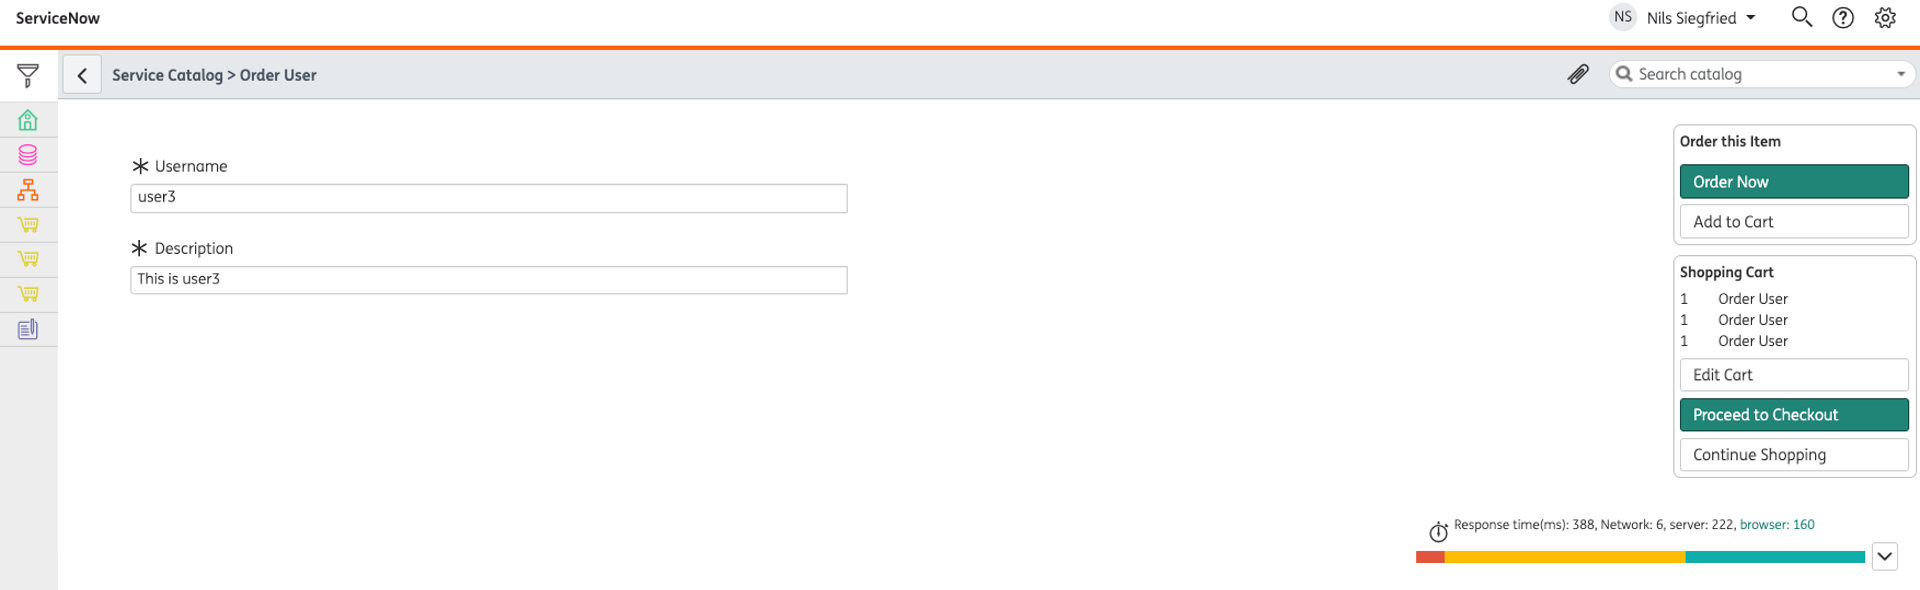 ServiceNow
NS Nils Siegfried
Service Catalog > Order User
Search catalog
Username
user3
Description
This is user3
Order this Item
Order Now
Add to Cart
Shopping Cart
1 Order User
1 Order User
1 Order User
Edit Cart
Proceed to Checkout
Continue Shopping
Response time(ms): 388, Network: 6, server: 222, browser: 160